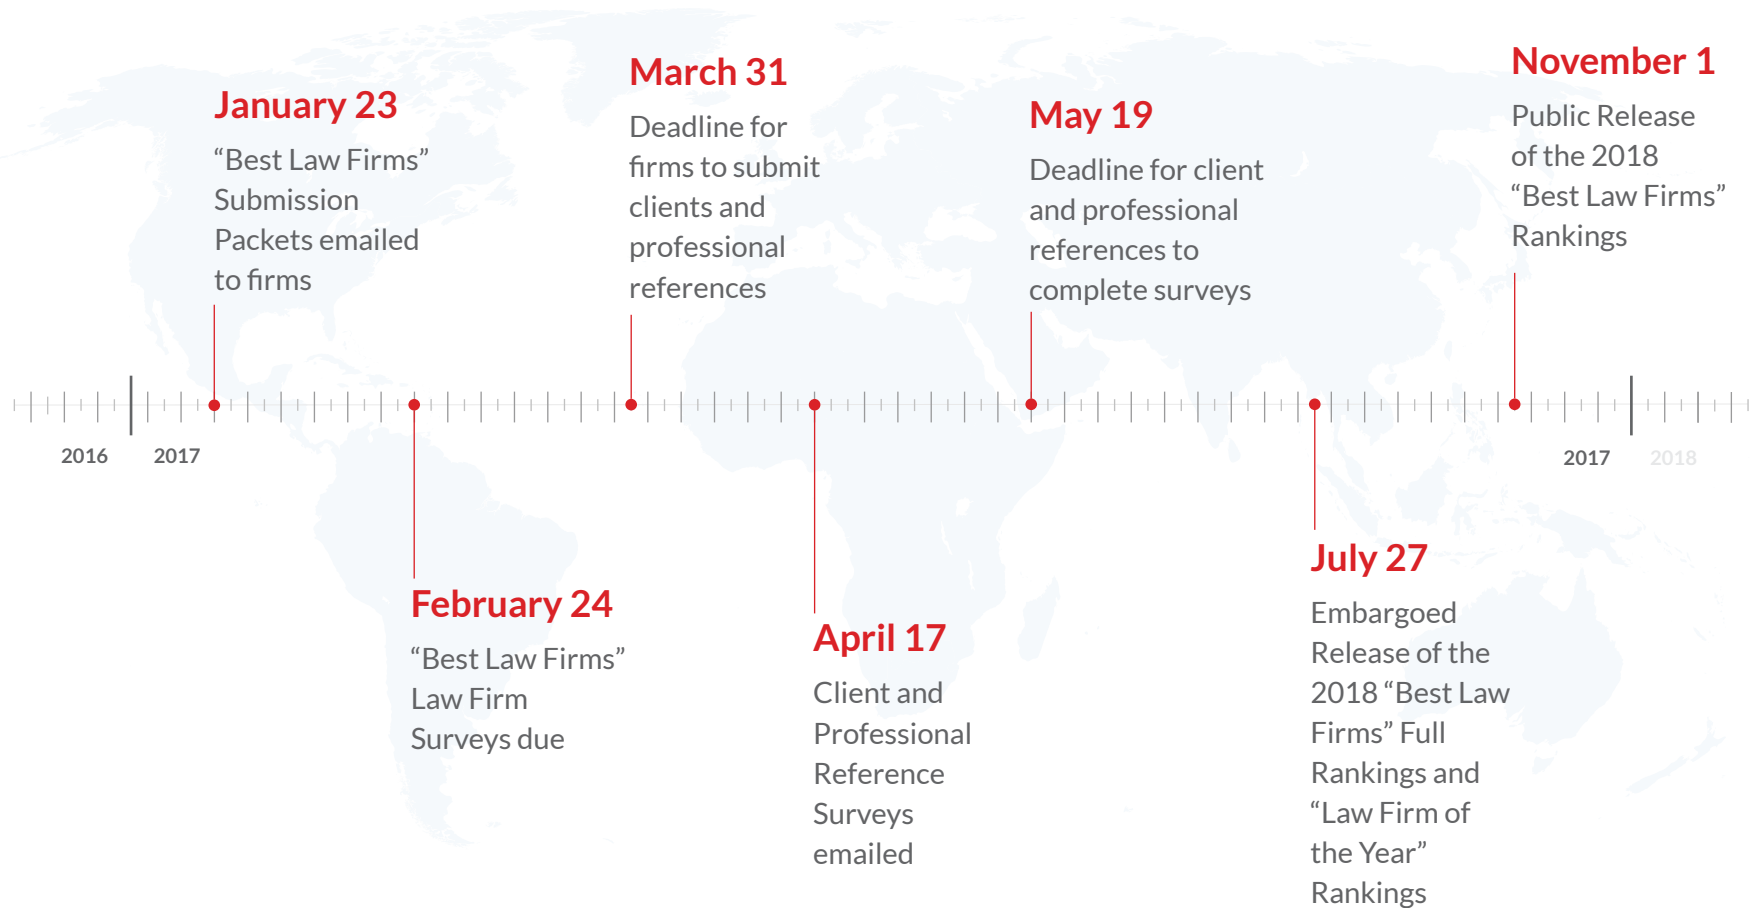 January 23
“Best Law Firms”
Submission
Packets emailed
to firms
March 31
Deadline for
firms to submit
clients and
professional
references
May 19
Deadline for client
and professional
references to
complete surveys
November 1
Public Release
of the 2018
“Best Law Firms”
Rankings
2016
2017
2017
2018
February 24
“Best Law Firms”
Law Firm
Surveys due
April 17
Client and
Professional
Reference
Surveys
emailed
July 27
Embargoed
Release of the
2018 “Best Law
Firms” Full
Rankings and
“Law Firm of
the Year”
Rankings